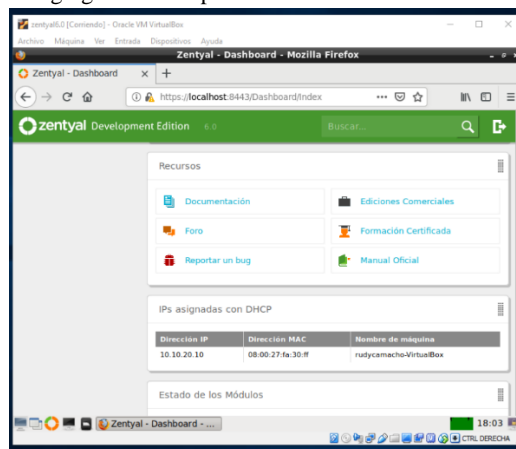 zentyal6.0 [Corriendo] - Oracle VM VirtualBox
Archivo Máquina Ver Entrada Dispositivos Ayuda
Zentyal - Dashboard - Mozilla Firefox
Zentyal - Dashboard
https://localhost:8443/Dashboard/Index
zentyal Development Edition 6.0
Buscar...
Recursos
Documentación Ediciones Comerciales
Foro Formación Certificada
Reportar un bug Manual Oficial
IPs asignadas con DHCP
Dirección IP Dirección MAC Nombre de máquina
10.10.20.10 08:00:27:fa:30:ff rudycamacho-VirtualBox
Estado de los Módulos
Zentyal - Dashboard - ...
18:03
CTRL DERECHA